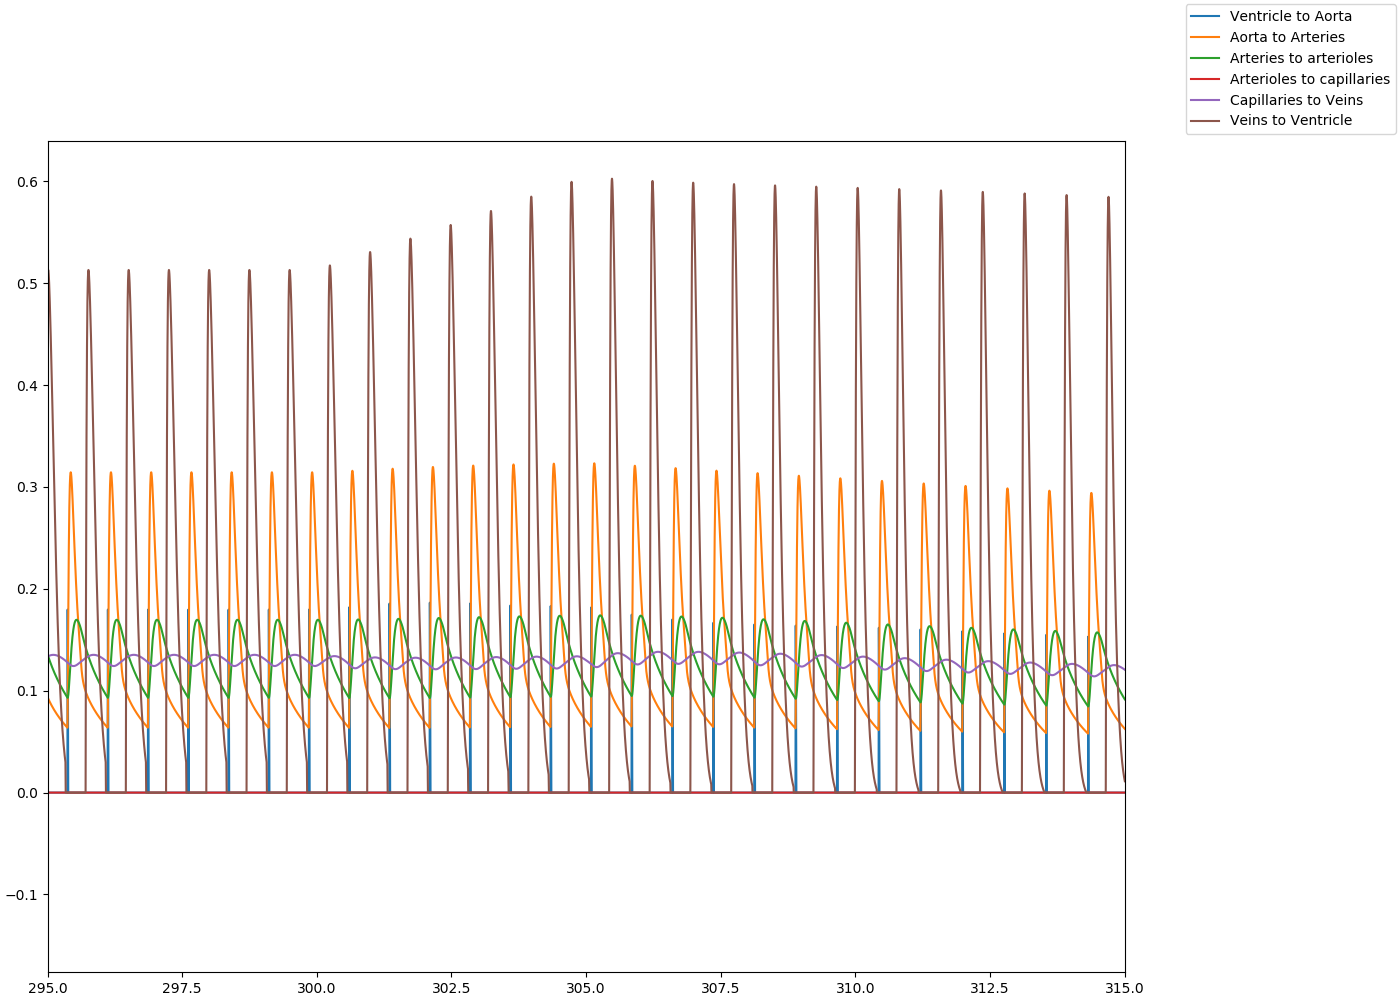 Ventricle to Aorta
Aorta to Arteries
Arteries to arterioles
Arterioles to capillaries
Capillaries to Veins
Veins to Ventricle
0.6
0.5
0.4
0.3
0.2
0.1
0.0
−0.1
295.0 297.5 300.0 302.5 305.0 307.5 310.0 312.5 315.0